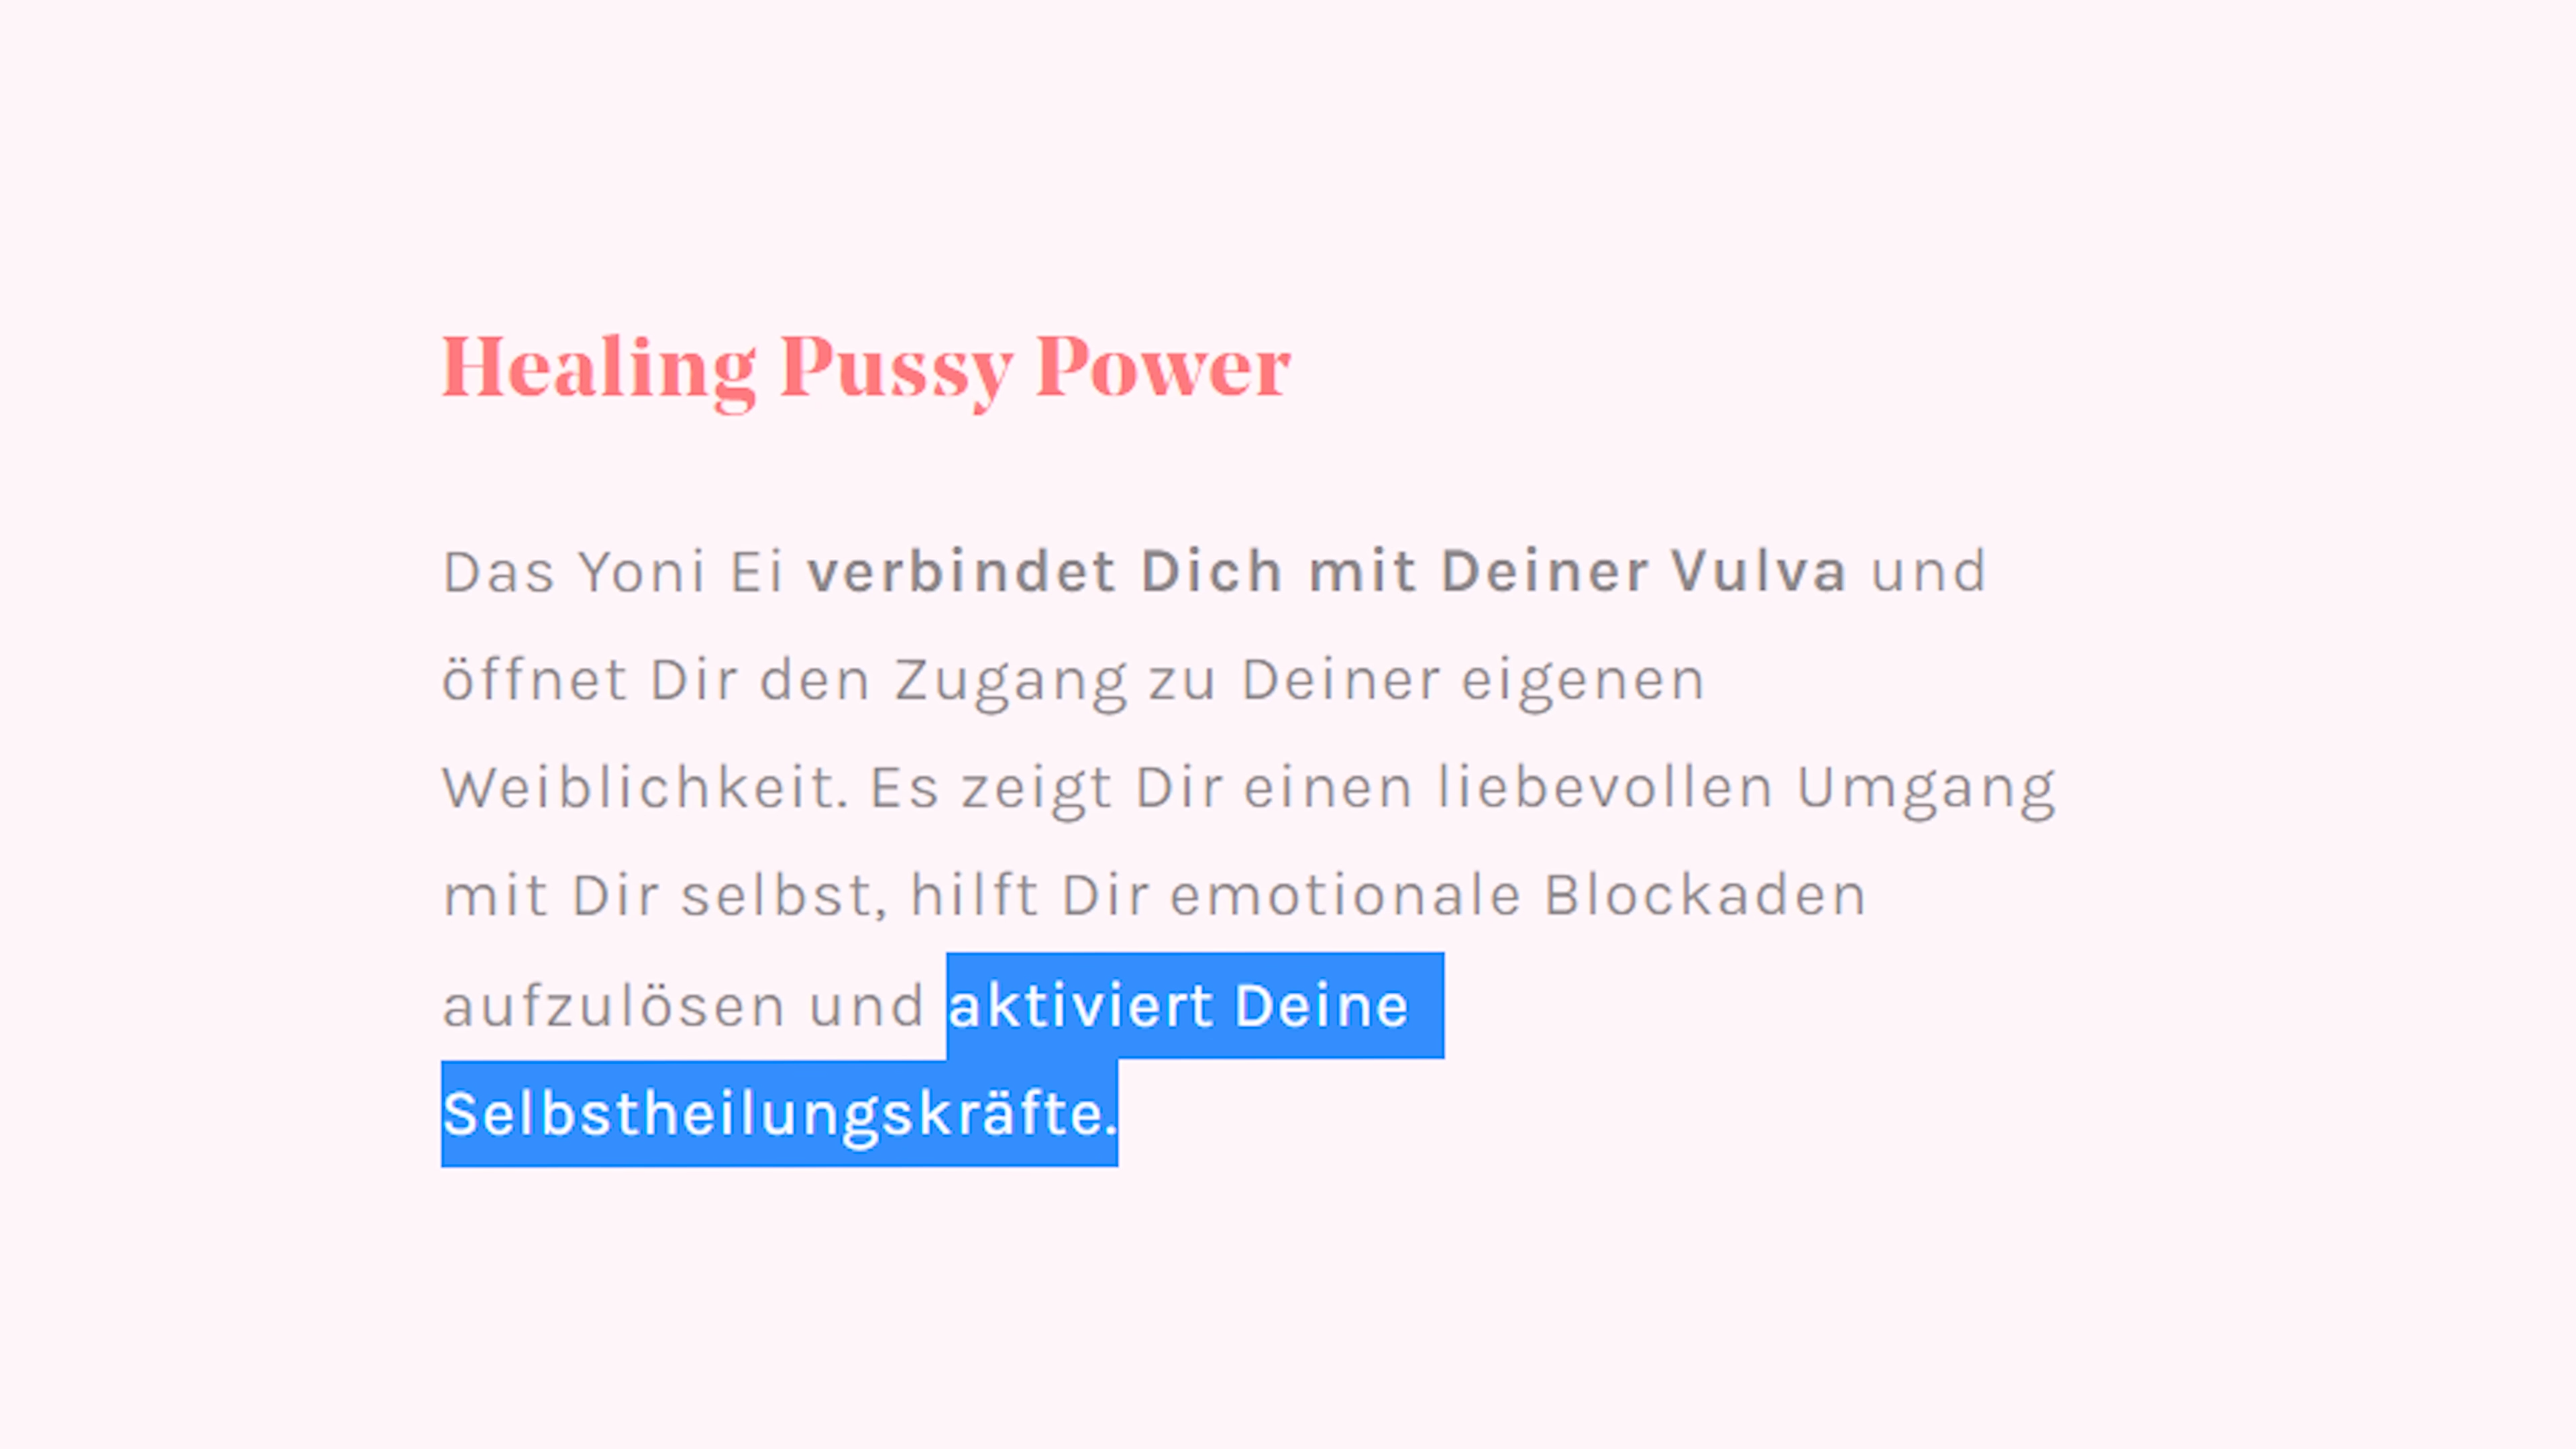 Healing Pussy Power
Das Yoni Ei verbindet Dich mit Deiner Vulva und
öffnet Dir den Zugang zu Deiner eigenen
Weiblichkeit. Es zeigt Dir einen liebevollen Umgang
mit Dir selbst, hilft Dir emotionale Blockaden
aufzulösen und aktiviert Deine
Selbstheilungskräfte.